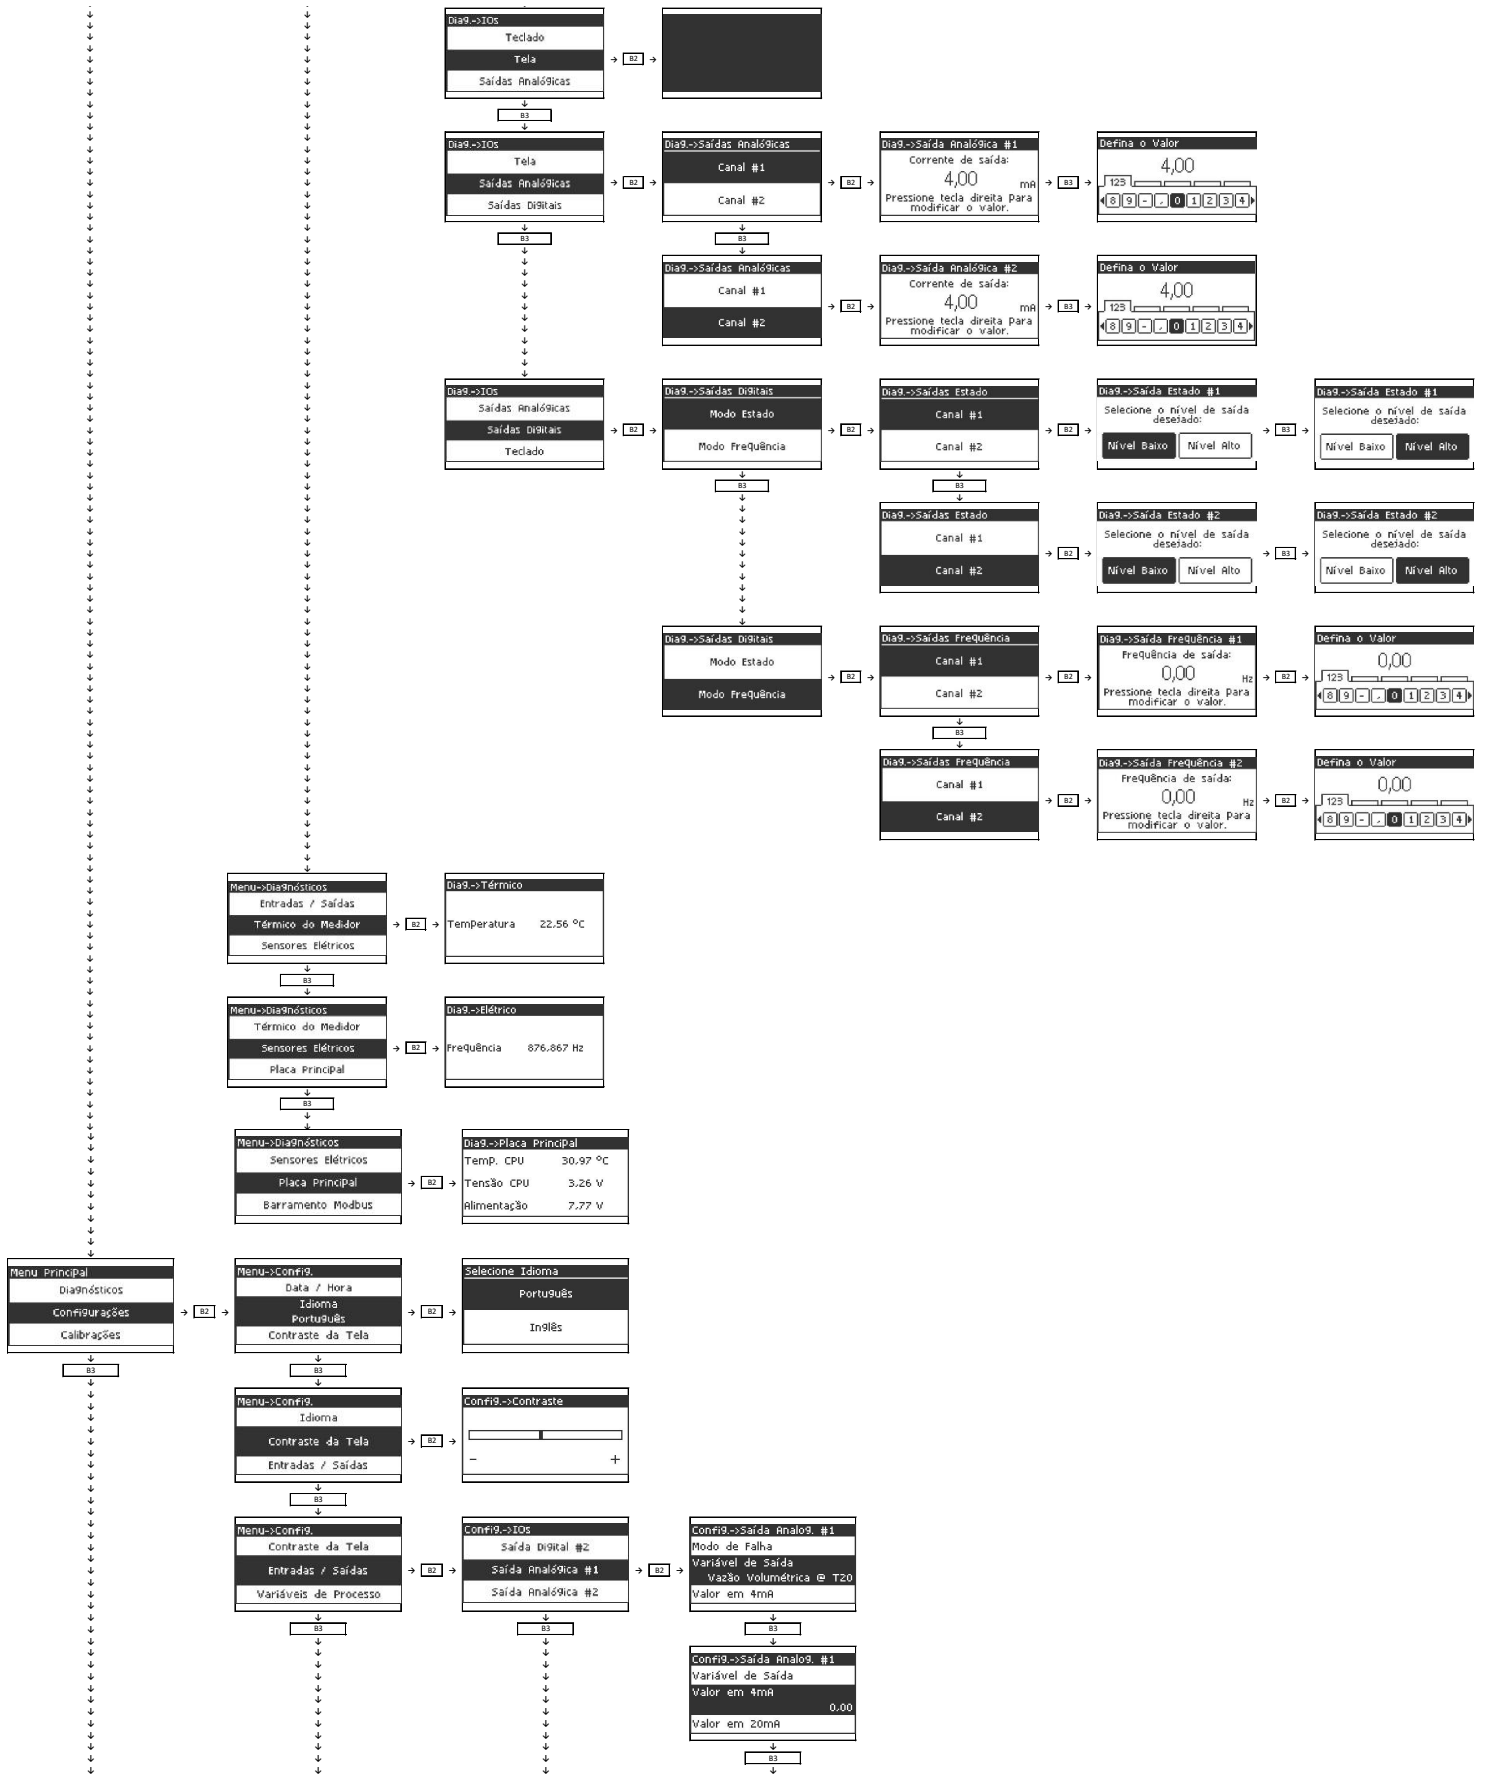 Diag.->IOs
Teclado
Tela
Saídas Analógicas
B2
B3
Diag.->IOs
Tela
Saídas Analógicas
Saídas Digitais
B2
Diag.->Saídas Analógicas
Canal #1
Canal #2
B2
Diag.->Saída Analógica #1
Corrente de saída:
4,00 mA
Pressione tecla direita para
modificar o valor.
B3
Defina o Valor
4,00
123
8 9 - , 0 1 2 3 4
B3
B3
Diag.->Saídas Analógicas
Canal #1
Canal #2
B2
Diag.->Saída Analógica #2
Corrente de saída:
4,00 mA
Pressione tecla direita para
modificar o valor.
B3
Defina o Valor
4,00
123
8 9 - , 0 1 2 3 4
Diag.->IOs
Saídas Analógicas
Saídas Digitais
Teclado
B2
Diag.->Saídas Digitais
Modo Estado
Modo Frequência
B2
Diag.->Saídas Estado
Canal #1
Canal #2
B2
Diag.->Saída Estado #1
Selecione o nível de saída
desejado:
Nível Baixo Nível Alto
B3
Diag.->Saída Estado #1
Selecione o nível de saída
desejado:
Nível Baixo Nível Alto
B3
B3
Diag.->Saídas Estado
Canal #1
Canal #2
B2
Diag.->Saída Estado #2
Selecione o nível de saída
desejado:
Nível Baixo Nível Alto
B3
Diag.->Saída Estado #2
Selecione o nível de saída
desejado:
Nível Baixo Nível Alto
Diag.->Saídas Digitais
Modo Estado
Modo Frequência
B2
Diag.->Saídas Frequência
Canal #1
Canal #2
B2
Diag.->Saída Frequência #1
Frequência de saída:
0,00 Hz
Pressione tecla direita para
modificar o valor.
B2
Defina o Valor
0,00
123
8 9 - , 0 1 2 3 4
B3
Diag.->Saídas Frequência
Canal #1
Canal #2
B2
Diag.->Saída Frequência #2
Frequência de saída:
0,00 Hz
Pressione tecla direita para
modificar o valor.
B2
Defina o Valor
0,00
123
8 9 - , 0 1 2 3 4
Menu->Diagnósticos
Entradas / Saídas
Térmico do Medidor
Sensores Elétricos
B2
Diag.->Térmico
Temperatura 22,56 ºC
B3
Menu->Diagnósticos
Térmico do Medidor
Sensores Elétricos
Placa Principal
B2
Diag.->Elétrico
Frequência 876,867 Hz
B3
Menu->Diagnósticos
Sensores Elétricos
Placa Principal
Barramento Modbus
B2
Diag.->Placa Principal
Temp. CPU 30,97 ºC
Tensão CPU 3,26 V
Alimentação 7,77 V
Menu Principal
Diagnósticos
Configurações
Calibrações
B2
Menu->Config.
Data / Hora
Idioma
Português
Contraste da Tela
B2
Selecione Idioma
Português
Inglês
B3
B3
Menu->Config.
Idioma
Contraste da Tela
Entradas / Saídas
B2
Config.->Contraste
- +
B3
Menu->Config.
Contraste da Tela
Entradas / Saídas
Variáveis de Processo
B2
Config.->IOs
Saída Digital #2
Saída Analógica #1
Saída Analógica #2
B2
Config.->Saída Analog. #1
Modo de Falha
Variável de Saída
Vazão Volumétrica @ T20
Valor em 4mA
B3
B3
B3
Config.->Saída Analog. #1
Variável de Saída
Valor em 4mA
0,00
Valor em 20mA
B3